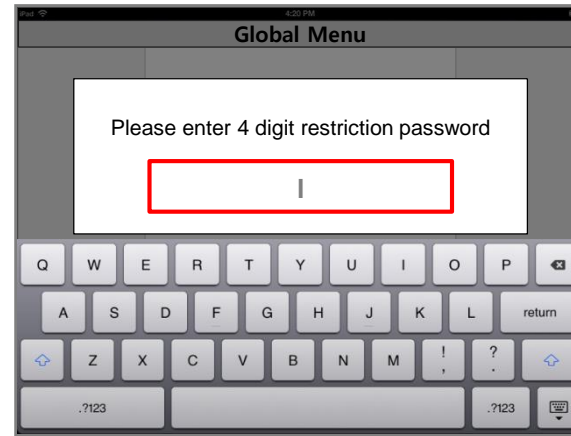 iPad 4:20 PM
Global Menu
Please enter 4 digit restriction password
Q W E R T Y U I O P
A S D F G H J K L return
Z X C V B N M ! , ? .
.?123 .?123